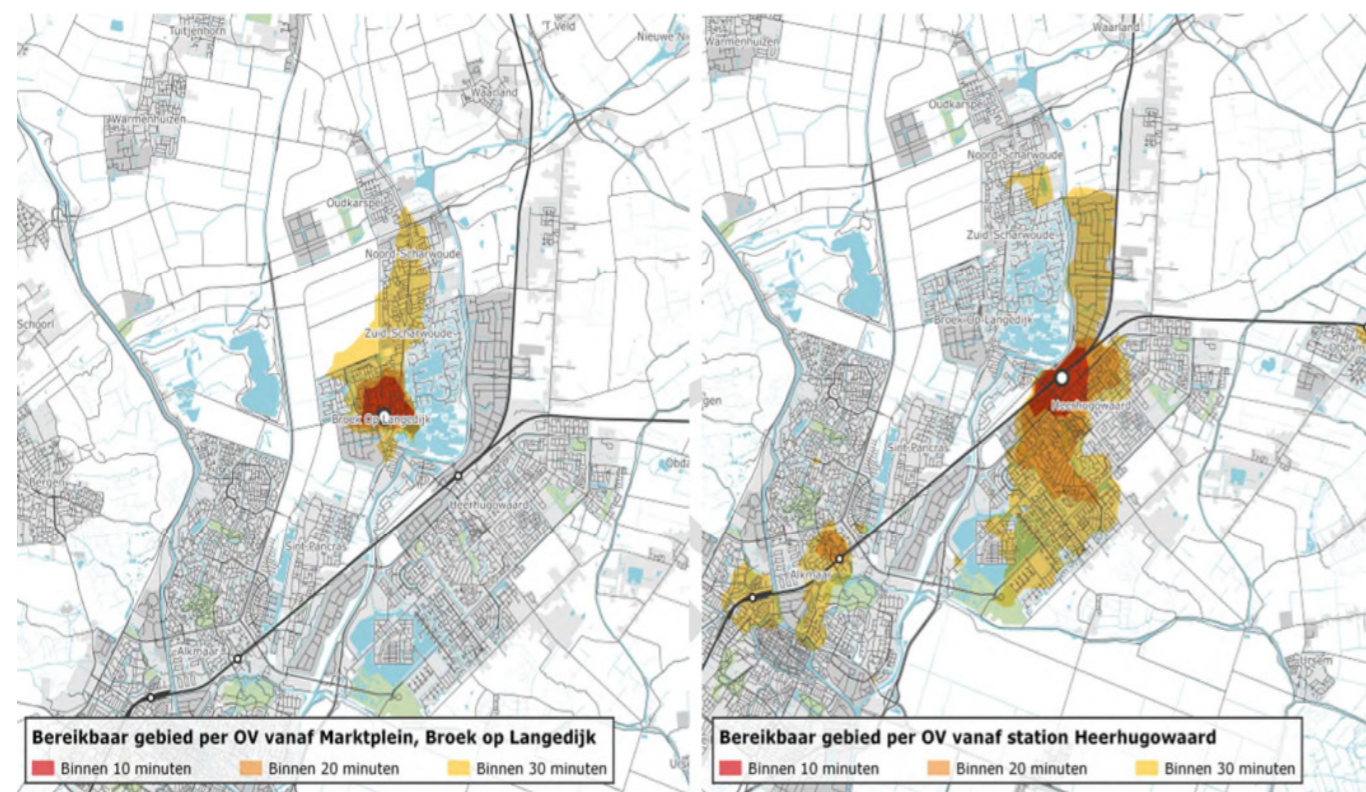 Tuitjenhorn
't Veld
Nieuwe Ni
Waarland
Warmenhuizen
Oudkarspel
Noord-Scharwoude
Schoorl
Zuid-Scharwoude
Broek Op Langedijk
Bergen
Obda
Heerhugowaard
Sint Pancras
Alkmaar
Bereikbaar gebied per OV vanaf Marktplein, Broek op Langedijk
Binnen 10 minuten
Binnen 20 minuten
Binnen 30 minuten
Waarland
Warmenhuizen
Oudkarspel
Noord-Scharwoude
Zuid-Scharwoude
Broek-Op-Langedijk
gen
Heerhugowaard
Sint Pancras
Alkmaar
Ursem
Bereikbaar gebied per OV vanaf station Heerhugowaard
Binnen 10 minuten
Binnen 20 minuten
Binnen 30 minuten